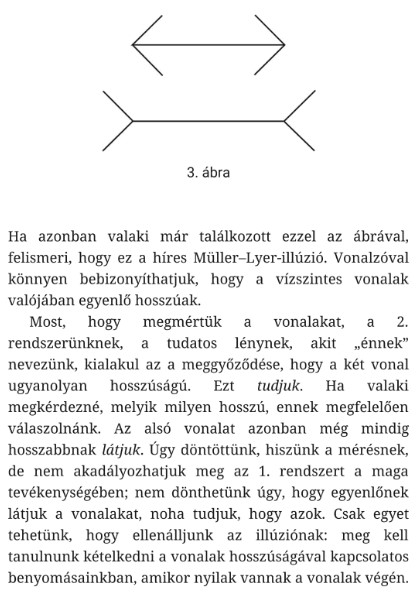 3. ábra
Ha azonban valaki már találkozott ezzel az ábrával,
felismeri, hogy ez a híres Müller–Lyer-illúzió. Vonalzóval
könnyen bebizonyíthatjuk, hogy a vízszintes vonalak
valójában egyenlő hosszúak.
Most, hogy megmértük a vonalakat, a 2.
rendszerünknek, a tudatos lénynek, akit „énnek”
nevezünk, kialakul az a meggyőződése, hogy a két vonal
ugyanolyan hosszúságú. Ezt tudjuk. Ha valaki
megkérdezné, melyik milyen hosszú, ennek megfelelően
válaszolnánk. Az alsó vonalat azonban még mindig
hosszabbnak látjuk. Úgy döntöttünk, hiszünk a mérésnek,
de nem akadályozhatjuk meg az 1. rendszert a maga
tevékenységében; nem dönthetünk úgy, hogy egyenlőnek
látjuk a vonalakat, noha tudjuk, hogy azok. Csak egyet
tehetünk, hogy ellenálljunk az illúziónak: meg kell
tanulnunk kételkedni a vonalak hosszúságával kapcsolatos
benyomásainkban, amikor nyilak vannak a vonalak végén.